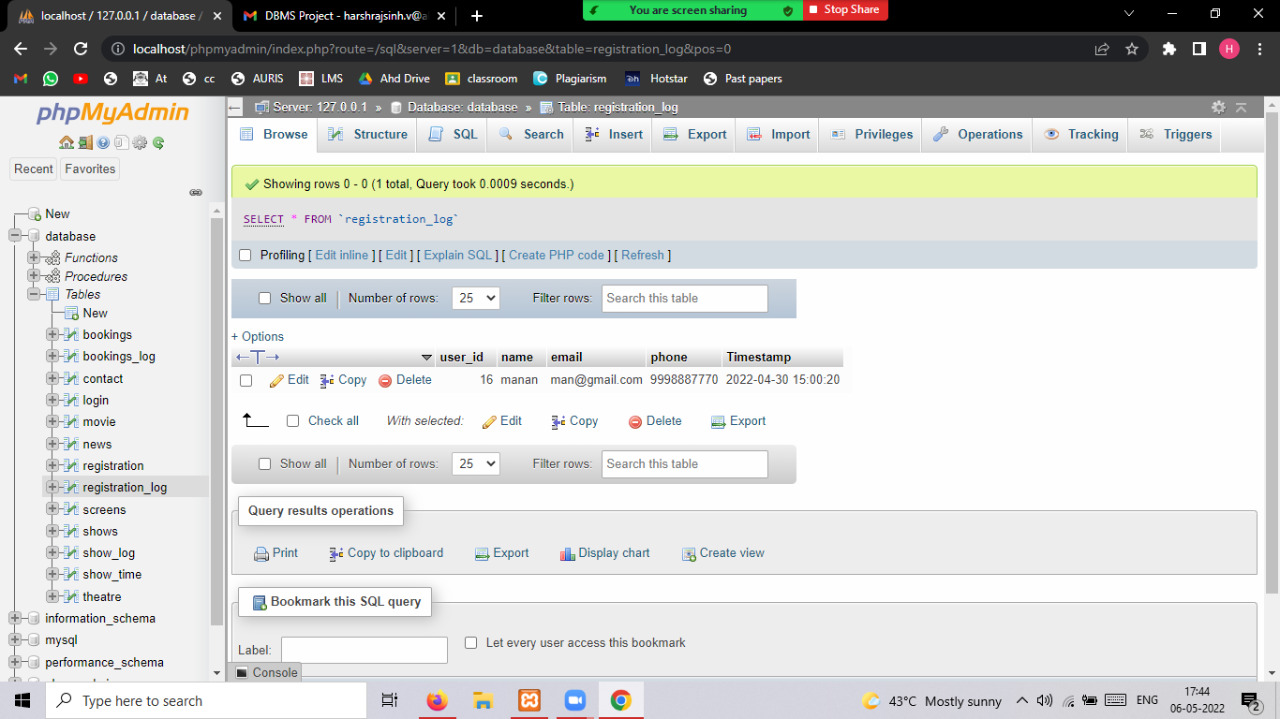 localhost / 127.0.0.1 / database /
DBMS Project - harshrajsinh.v@a
You are screen sharing
Stop Share
localhost/phpmyadmin/index.php?route=/sql&server=1&db=database&table=registration_log&pos=0
H
At
cc
AURIS
LMS
Ahd Drive
classroom
Plagiarism
Hotstar
Past papers
phpMyAdmin
Recent
Favorites
New
database
Functions
Procedures
Tables
New
bookings
bookings_log
contact
login
movie
news
registration
registration_log
screens
shows
show_log
show_time
theatre
information_schema
mysql
performance_schema
Server: 127.0.0.1 » Database: database » Table: registration_log
Browse Structure SQL Search Insert Export Import Privileges Operations Tracking Triggers
Showing rows 0 - 0 (1 total, Query took 0.0009 seconds.)
SELECT * FROM `registration_log`
Profiling [ Edit inline ] [ Edit ] [ Explain SQL ] [ Create PHP code ] [ Refresh ]
Show all Number of rows: 25 Filter rows: Search this table
+ Options
user_id name email phone Timestamp
Edit Copy Delete 16 manan man@gmail.com 9998887770 2022-04-30 15:00:20
Check all With selected: Edit Copy Delete Export
Show all Number of rows: 25 Filter rows: Search this table
Query results operations
Print Copy to clipboard Export Display chart Create view
Bookmark this SQL query
Label: Let every user access this bookmark
Console
Type here to search
43°C Mostly sunny
ENG
17:44
06-05-2022
2